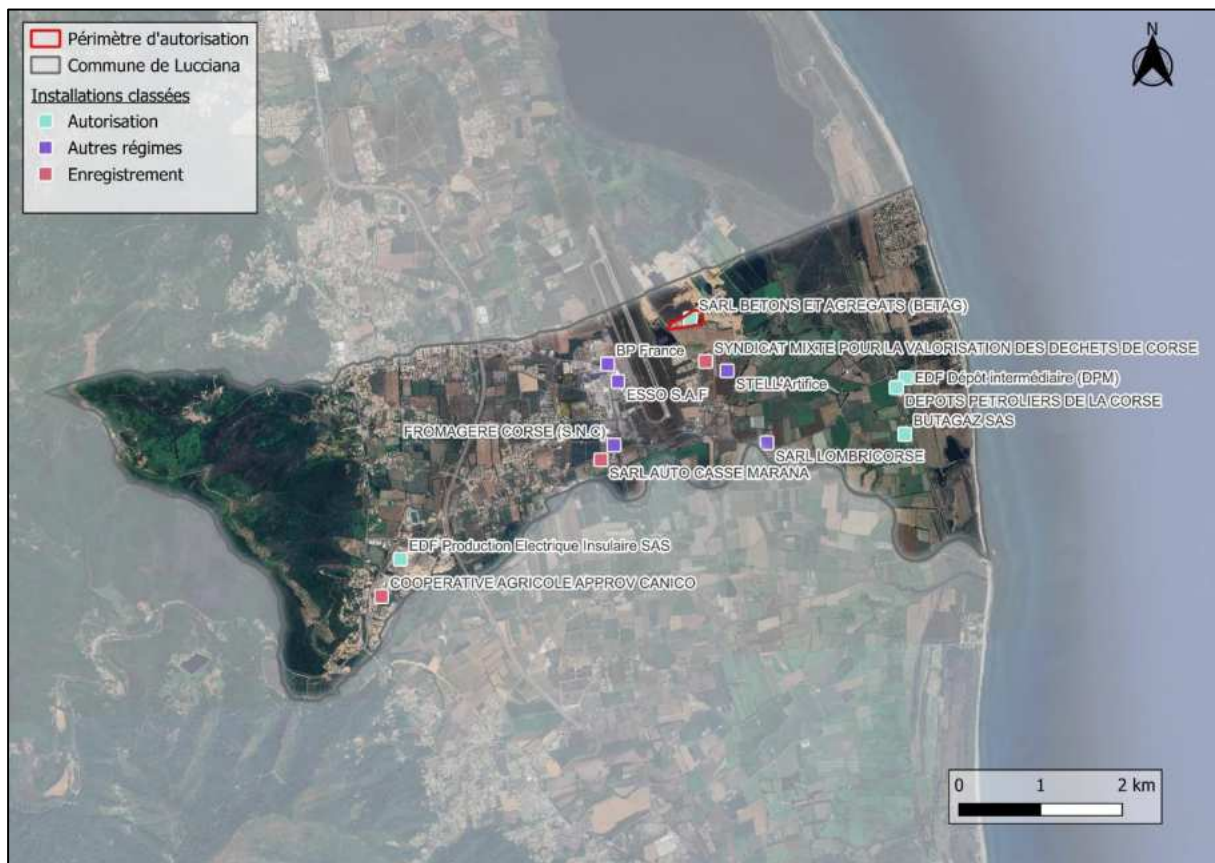 Périmètre d'autorisation
Commune de Lucciana
Installations classées
Autorisation
Autres régimes
Enregistrement
N
SARL BETONS ET AGREGATS (BETAG)
BP France
SYNDICAT MIXTE POUR LA VALORISATION DES DECHETS DE CORSE
ESSO S.A.F
STELL'Artifice
EDF Dépôt intermédiaire (DPM)
DEPOTS PETROLIERS DE LA CORSE
BUTAGAZ SAS
FROMAGERE CORSE (S.N.C)
SARL LOMBRICORSE
SARL AUTO CASSE MARANA
EDF Production Electrique Insulaire SAS
COOPERATIVE AGRICOLE APPROV CANICO
0 1 2 km